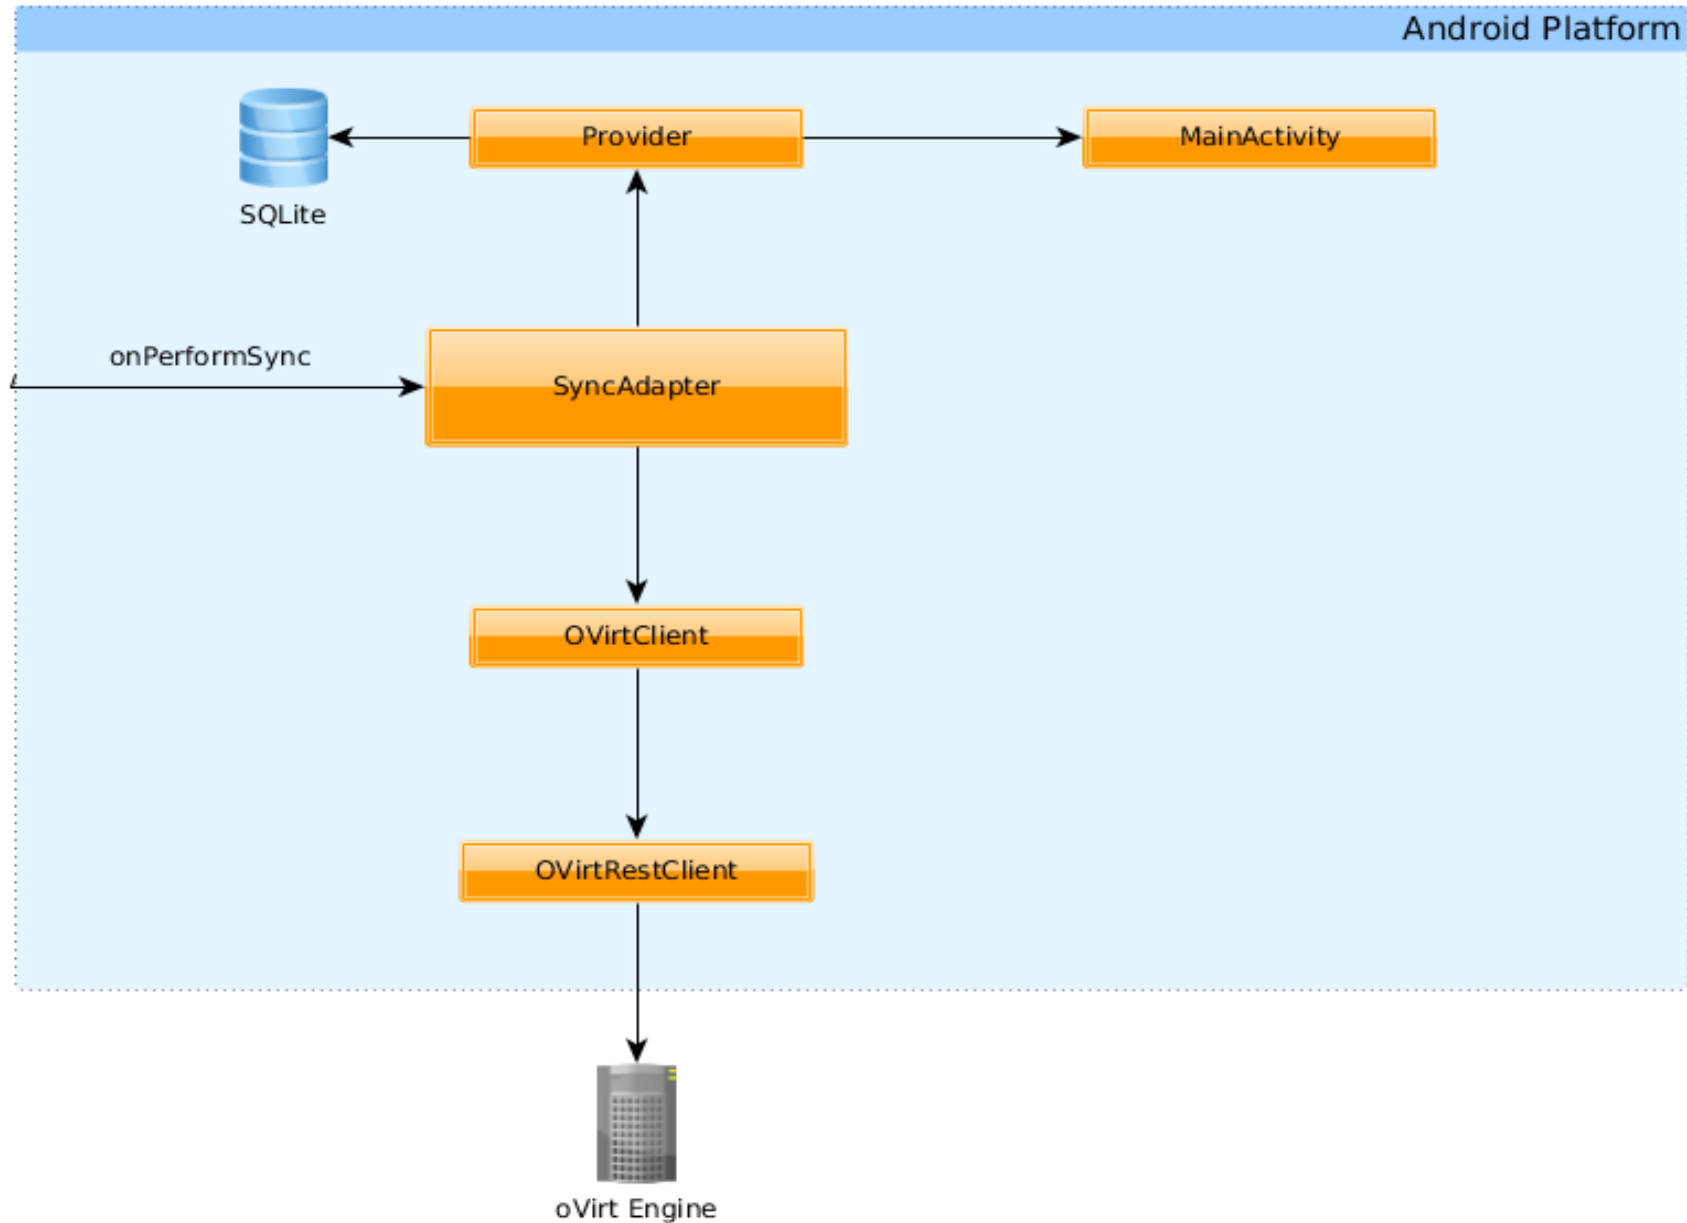 Android Platform
Provider
MainActivity
SQLite
onPerformSync
SyncAdapter
OVirtClient
OVirtRestClient
oVirt Engine